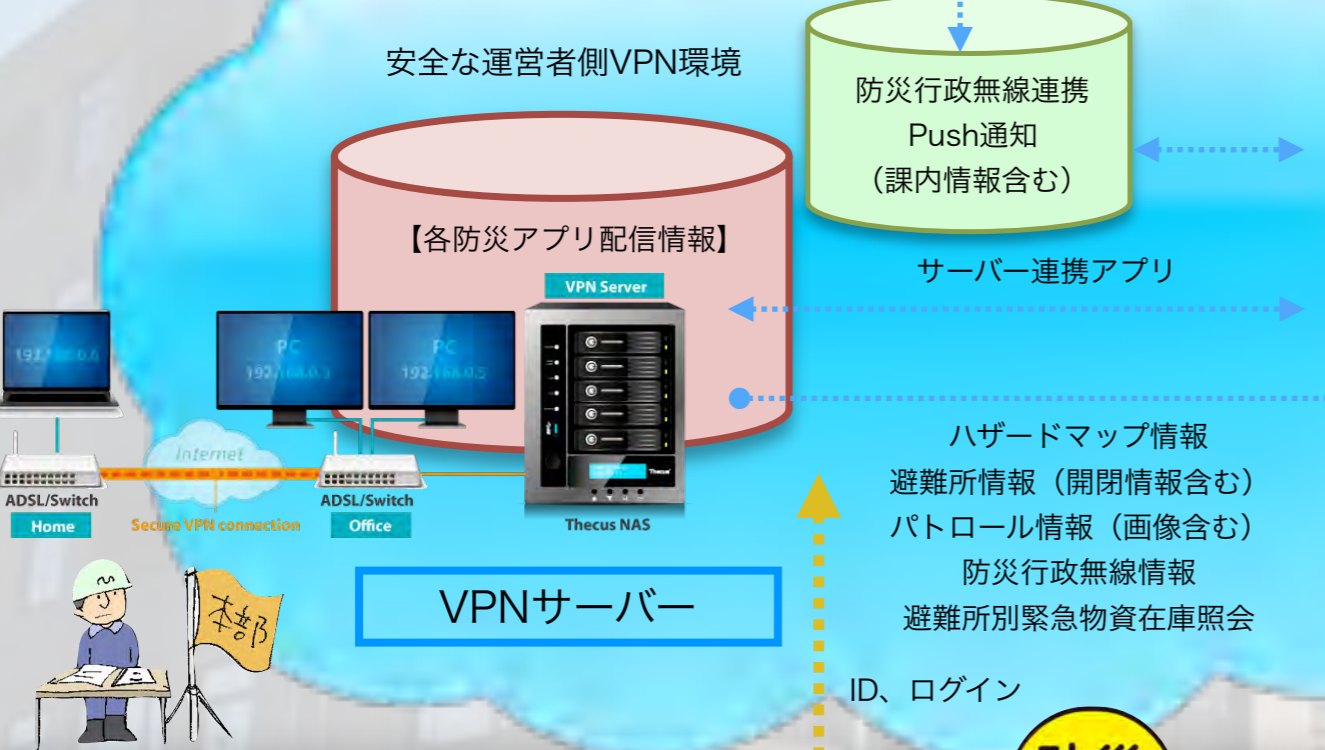 安全な運営者側VPN環境
防災行政無線連携
Push通知
（課内情報含む）
【各防災アプリ配信情報】
サーバー連携アプリ
VPN Server
PC
PC
192.168.0.5
Internet
ADSL/Switch
Home
Secure VPN connection
ADSL/Switch
Office
Thecus
Thecus NAS
ハザードマップ情報
避難所情報（開閉情報含む）
パトロール情報（画像含む）
防災行政無線情報
避難所別緊急物資在庫照会
VPNサーバー
本部
ID、ログイン